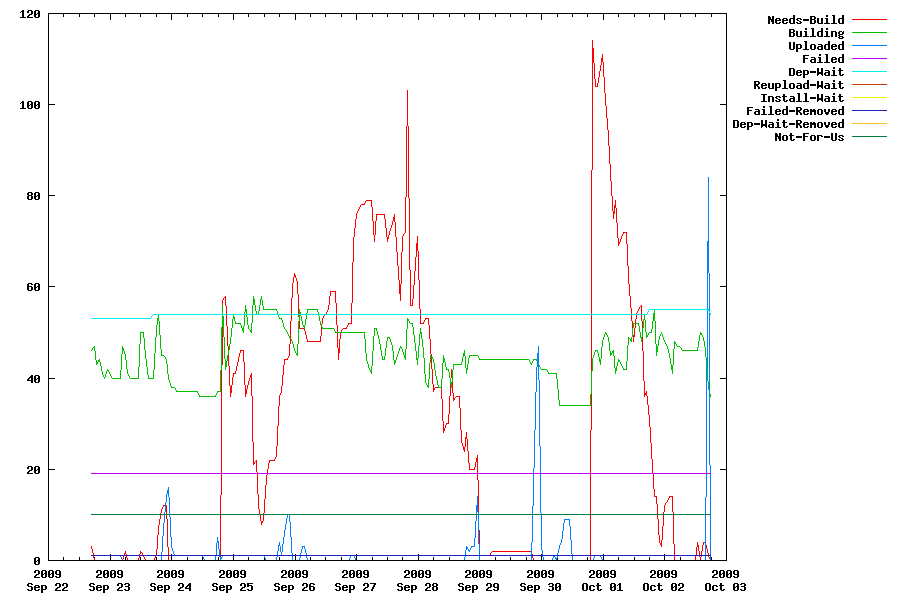 120
100
80
60
40
20
0
2009 2009 2009 2009 2009 2009 2009 2009 2009 2009 2009 2009
Sep 22 Sep 23 Sep 24 Sep 25 Sep 26 Sep 27 Sep 28 Sep 29 Sep 30 Oct 01 Oct 02 Oct 03
Needs-Build
Building
Uploaded
Failed
Dep-Wait
Reupload-Wait
Install-Wait
Failed-Removed
Dep-Wait-Removed
Not-For-Us